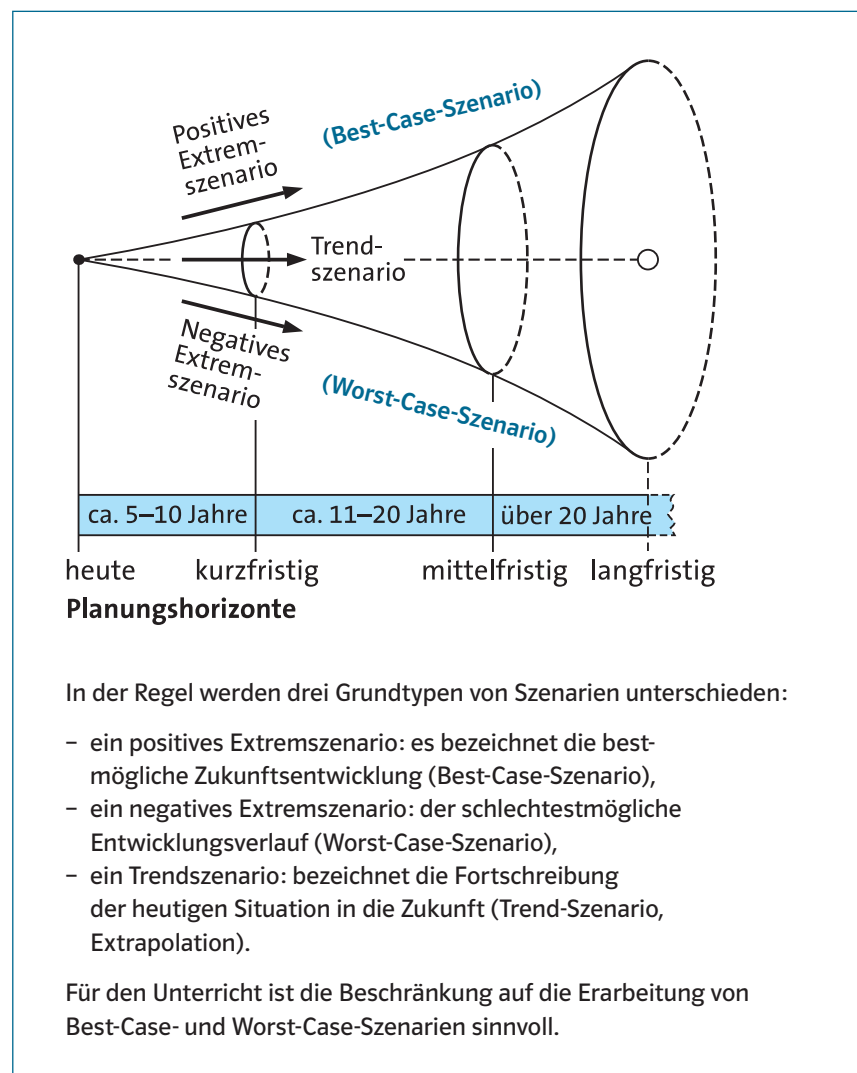 Positives
Extrem-
szenario
(Best-Case-Szenario)
Trend-
szenario
Negatives
Extrem-
szenario
(Worst-Case-Szenario)
ca. 5–10 Jahre
ca. 11–20 Jahre
über 20 Jahre
heute
kurzfristig
mittelfristig
langfristig
Planungshorizonte
In der Regel werden drei Grundtypen von Szenarien unterschieden:
– ein positives Extremszenario: es bezeichnet die best-
mögliche Zukunftsentwicklung (Best-Case-Szenario),
– ein negatives Extremszenario: der schlechtestmögliche
Entwicklungsverlauf (Worst-Case-Szenario),
– ein Trendszenario: bezeichnet die Fortschreibung
der heutigen Situation in die Zukunft (Trend-Szenario,
Extrapolation).
Für den Unterricht ist die Beschränkung auf die Erarbeitung von
Best-Case- und Worst-Case-Szenarien sinnvoll.